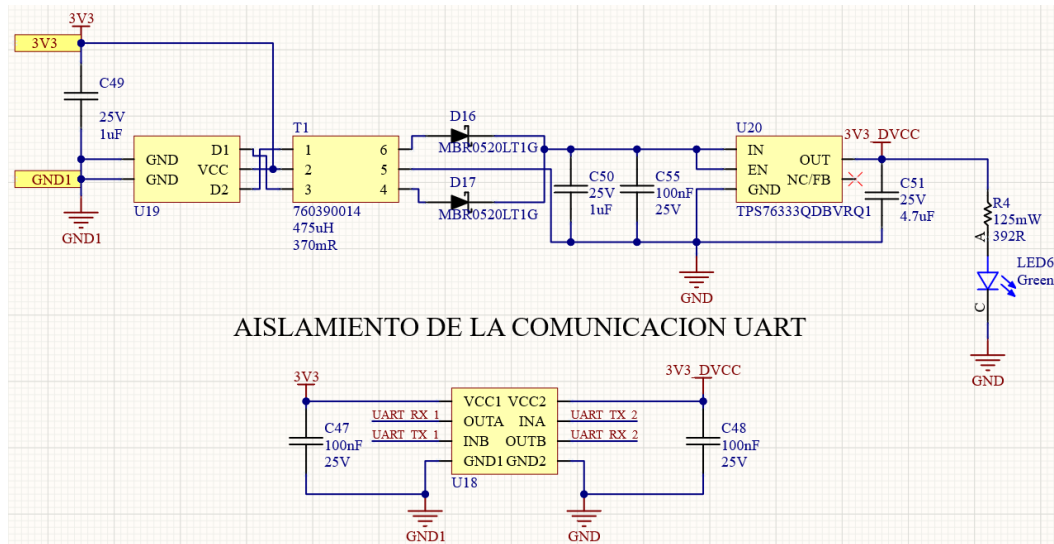 3V3
3V3
C49
25V
1uF
GND1
GND1
GND
GND
D1
VCC
D2
U19
T1
1
2
3
6
5
4
760390014
475uH
370mR
D16
MBR0520LT1G
D17
MBR0520LT1G
C50
25V
1uF
C55
100nF
25V
U20
IN
EN
GND
OUT
NC/FB
TPS76333QDBVRQ1
GND
3V3_DVCC
C51
25V
4.7uF
R4
125mW
392R
A
LED6
Green
C
GND
AISLAMIENTO DE LA COMUNICACION UART
3V3
C47
100nF
25V
UART_RX_1
UART_TX_1
VCC1 VCC2
OUTA INA
INB OUTB
GND1 GND2
U18
UART_TX_2
UART_RX_2
3V3_DVCC
C48
100nF
25V
GND1
GND